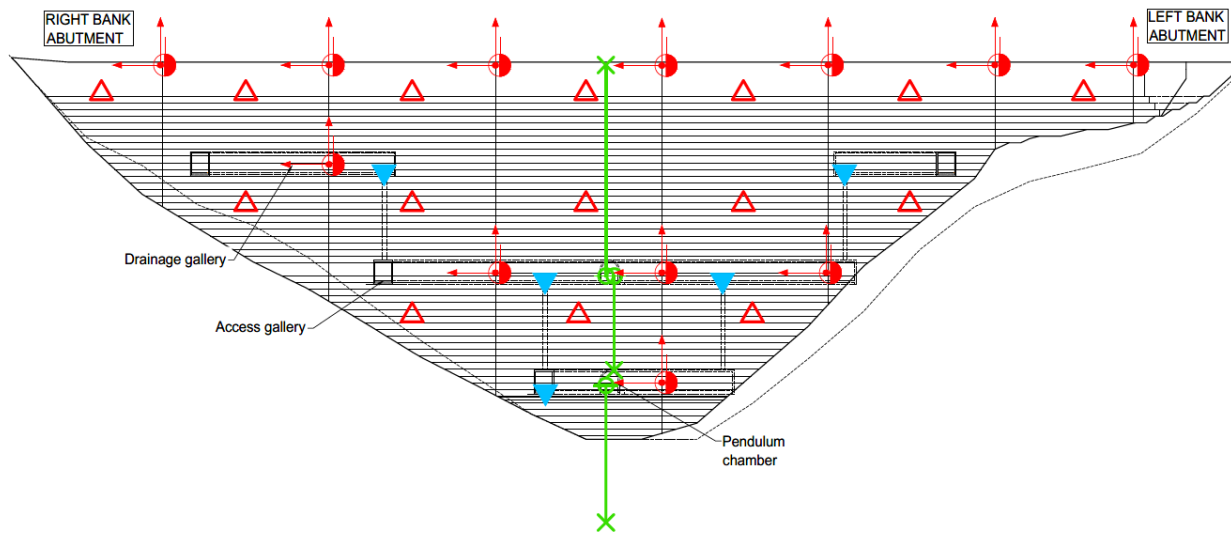 RIGHT BANK
ABUTMENT
LEFT BANK
ABUTMENT
Drainage gallery
Access gallery
Pendulum
chamber